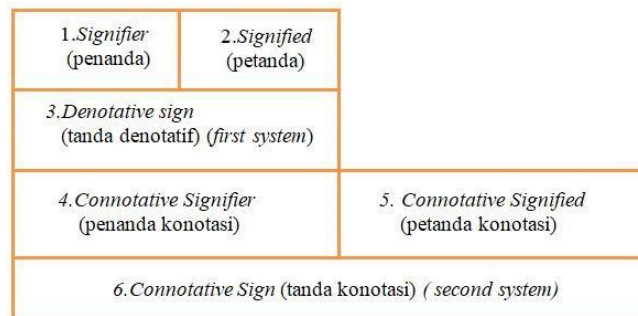 1.Signifier
(penanda)
2.Signified
(petanda)
3.Denotative sign
(tanda denotatif) (first system)
4.Connotative Signifier
(penanda konotasi)
5. Connotative Signified
(petanda konotasi)
6.Connotative Sign (tanda konotasi) ( second system)